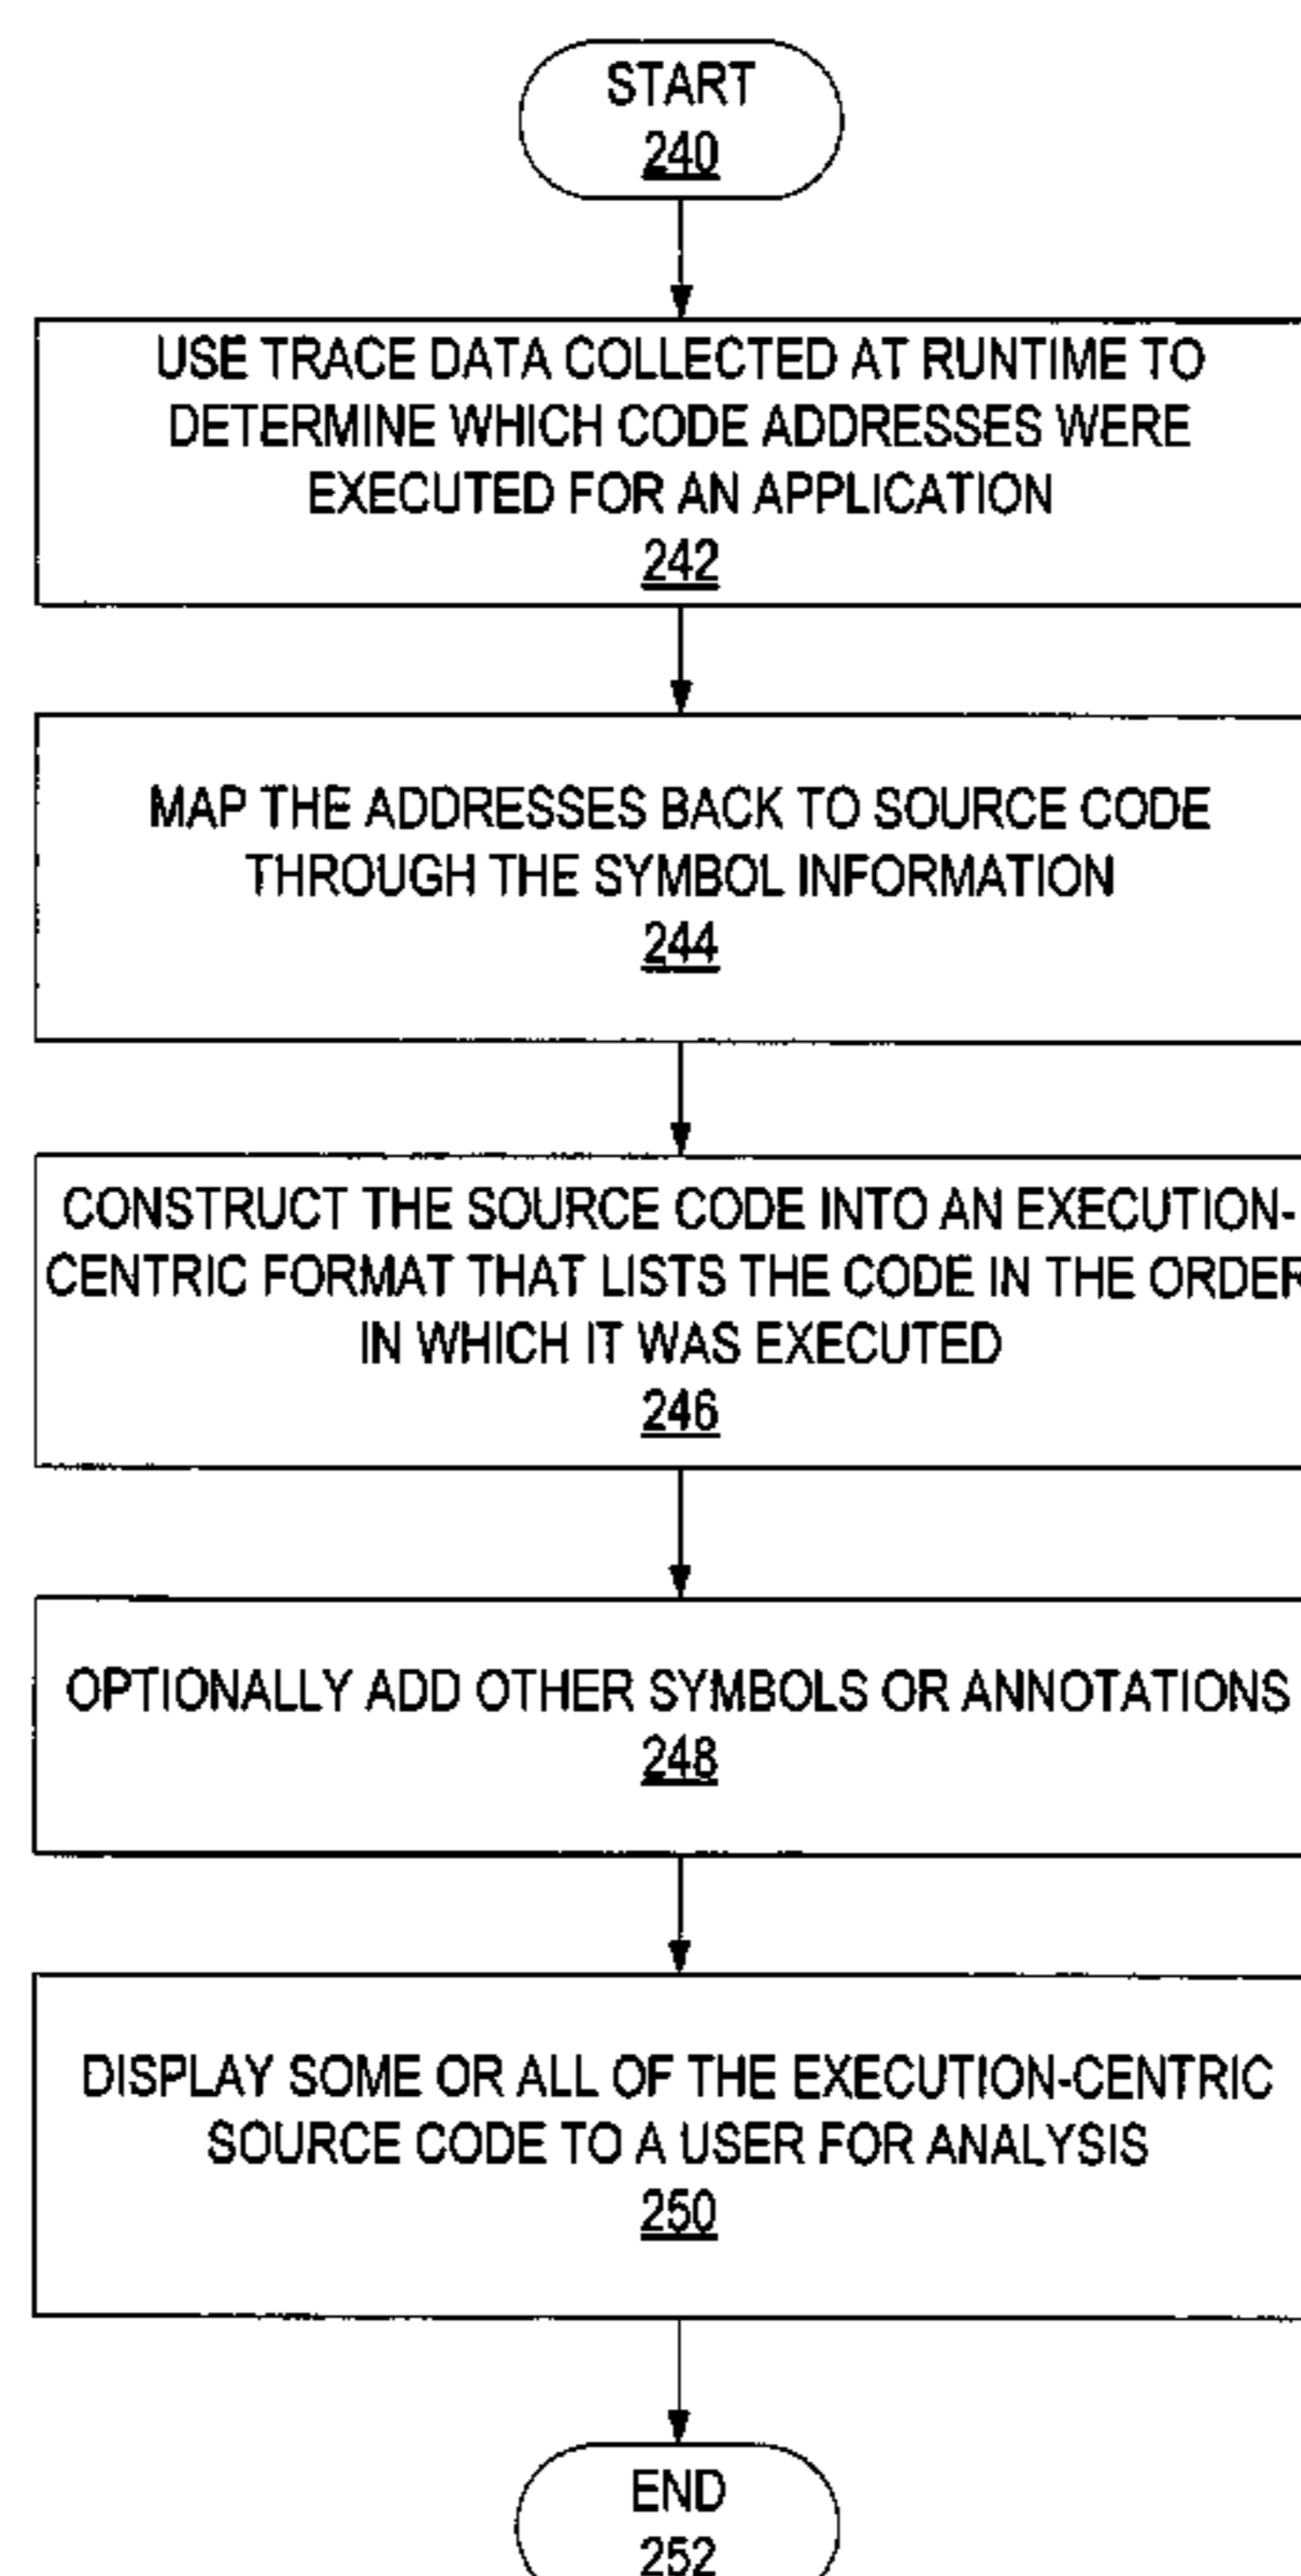 START
240
USE TRACE DATA COLLECTED AT RUNTIME TO
DETERMINE WHICH CODE ADDRESSES WERE
EXECUTED FOR AN APPLICATION
242
MAP THE ADDRESSES BACK TO SOURCE CODE
THROUGH THE SYMBOL INFORMATION
244
CONSTRUCT THE SOURCE CODE INTO AN EXECUTION-
CENTRIC FORMAT THAT LISTS THE CODE IN THE ORDER
IN WHICH IT WAS EXECUTED
246
OPTIONALLY ADD OTHER SYMBOLS OR ANNOTATIONS
248
DISPLAY SOME OR ALL OF THE EXECUTION-CENTRIC
SOURCE CODE TO A USER FOR ANALYSIS
250
END
252